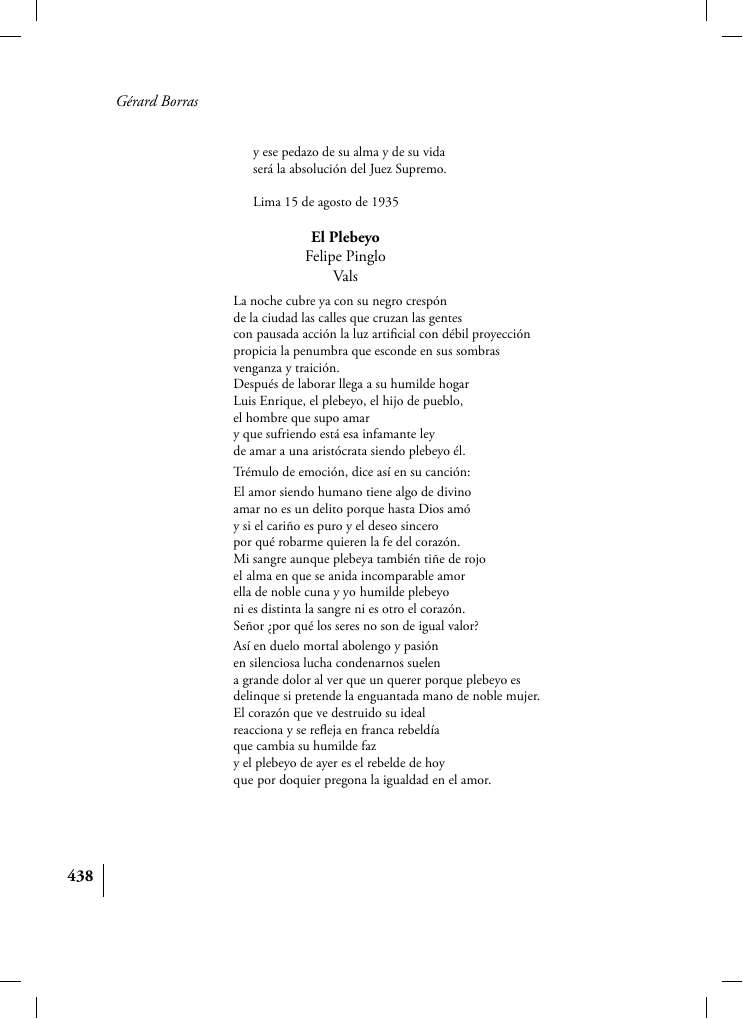 Gérard Borras
y ese pedazo de su alma y de su vida
será la absolución del Juez Supremo.
Lima 15 de agosto de 1935
El Plebeyo
Felipe Pinglo
Vals
La noche cubre ya con su negro crespón
de la ciudad las calles que cruzan las gentes
con pausada acción la luz artificial con débil proyección
propicia la penumbra que esconde en sus sombras
venganza y traición.
Después de laborar llega a su humilde hogar
Luis Enrique, el plebeyo, el hijo de pueblo,
el hombre que supo amar
y que sufriendo está esa infamante ley
de amar a una aristócrata siendo plebeyo él.
Trémulo de emoción, dice así en su canción:
El amor siendo humano tiene algo de divino
amar no es un delito porque hasta Dios amó
y si el cariño es puro y el deseo sincero
por qué robarme quieren la fe del corazón.
Mi sangre aunque plebeya también tiñe de rojo
el alma en que se anida incomparable amor
ella de noble cuna y yo humilde plebeyo
ni es distinta la sangre ni es otro el corazón.
Señor ¿por qué los seres no son de igual valor?
Así en duelo mortal abolengo y pasión
en silenciosa lucha condenarnos suelen
a grande dolor al ver que un querer porque plebeyo es
delinque si pretende la enguantada mano de noble mujer.
El corazón que ve destruido su ideal
reacciona y se refleja en franca rebeldía
que cambia su humilde faz
y el plebeyo de ayer es el rebelde de hoy
que por doquier pregona la igualdad en el amor.
438